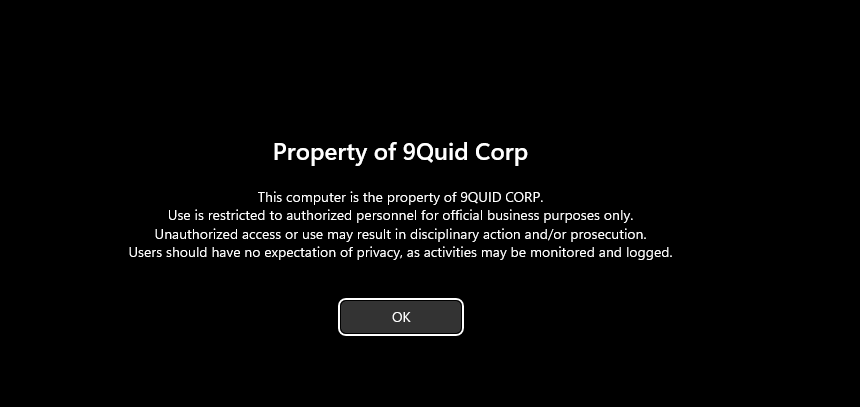 Property of 9Quid Corp
This computer is the property of 9QUID CORP.
Use is restricted to authorized personnel for official business purposes only.
Unauthorized access or use may result in disciplinary action and/or prosecution.
Users should have no expectation of privacy, as activities may be monitored and logged.
OK